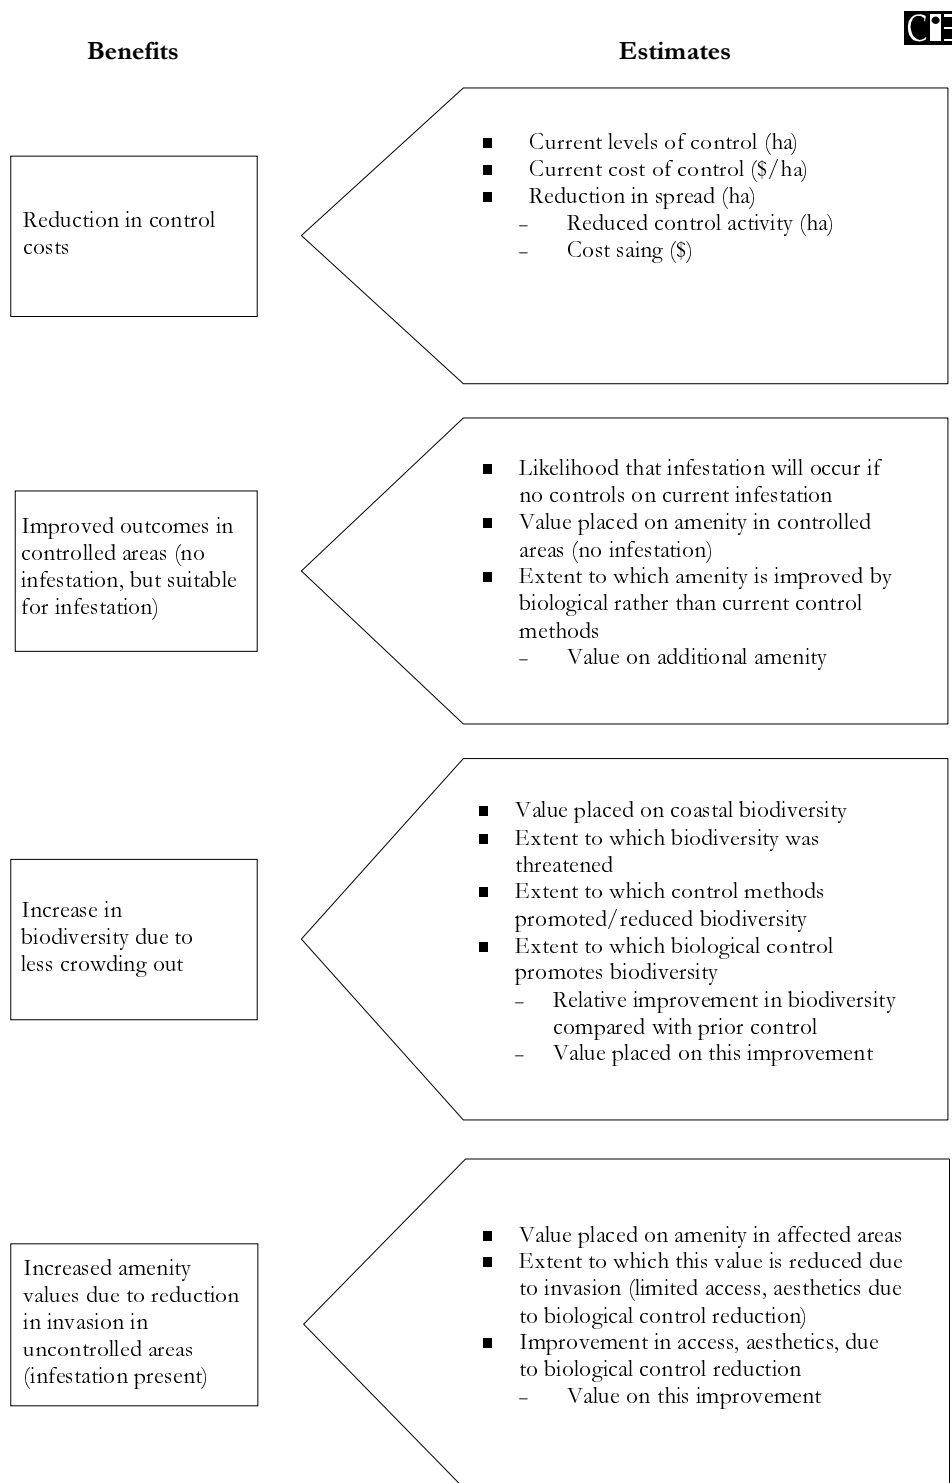 CiE
Benefits
Estimates
Reduction in control
costs
■ Current levels of control (ha)
■ Current cost of control ($/ha)
■ Reduction in spread (ha)
– Reduced control activity (ha)
– Cost saing ($)
Improved outcomes in
controlled areas (no
infestation, but suitable
for infestation)
■ Likelihood that infestation will occur if
no controls on current infestation
■ Value placed on amenity in controlled
areas (no infestation)
■ Extent to which amenity is improved by
biological rather than current control
methods
– Value on additional amenity
Increase in
biodiversity due to
less crowding out
■ Value placed on coastal biodiversity
■ Extent to which biodiversity was
threatened
■ Extent to which control methods
promoted/reduced biodiversity
■ Extent to which biological control
promotes biodiversity
– Relative improvement in biodiversity
compared with prior control
– Value placed on this improvement
Increased amenity
values due to reduction
in invasion in
uncontrolled areas
(infestation present)
■ Value placed on amenity in affected areas
■ Extent to which this value is reduced due
to invasion (limited access, aesthetics due
to biological control reduction)
■ Improvement in access, aesthetics, due
to biological control reduction
– Value on this improvement